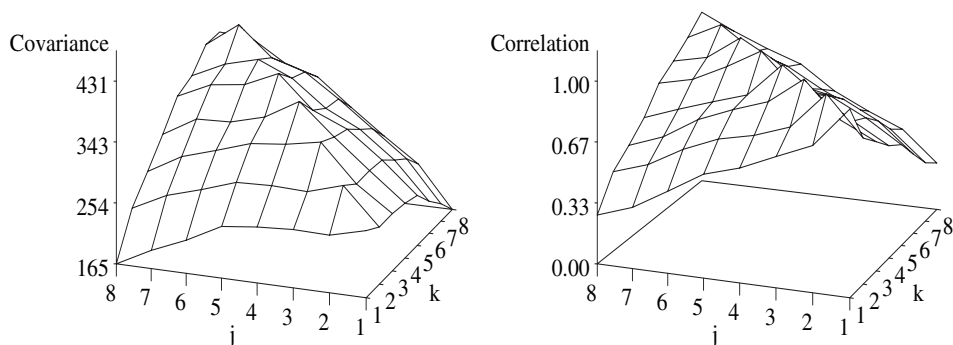 Covariance
431
343
254
165
8 7 6 5 4 3 2 1
j
1 2 3 4 5 6 7 8
k
Correlation
1.00
0.67
0.33
0.00
8 7 6 5 4 3 2 1
j
1 2 3 4 5 6 7 8
k